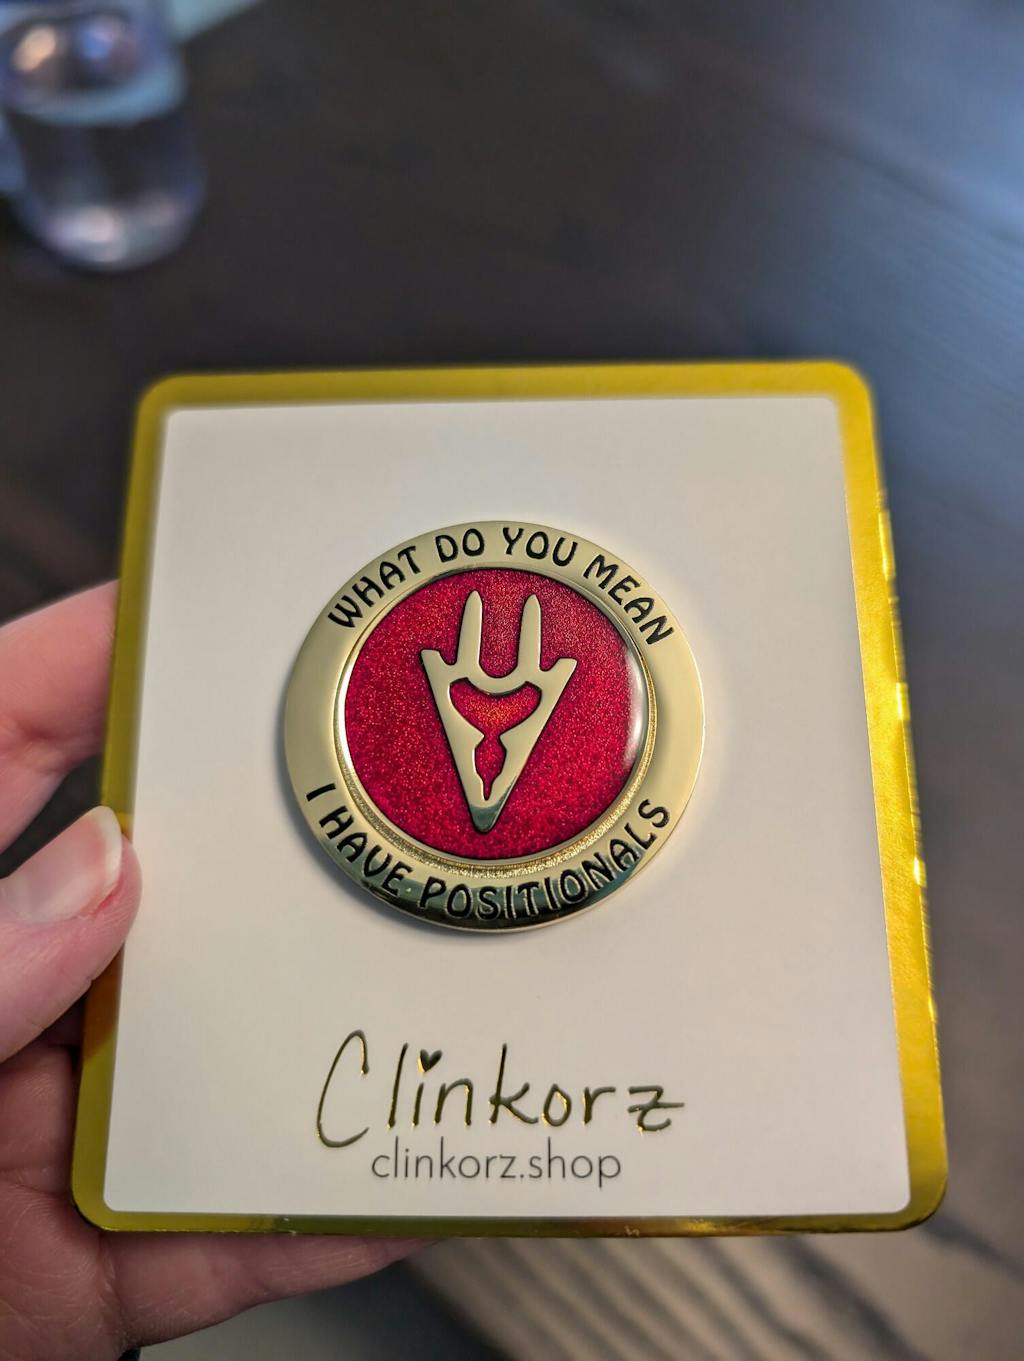 WHAT DO YOU MEAN
I HAVE POSITIONALS
Clinkorz
clinkorz.shop